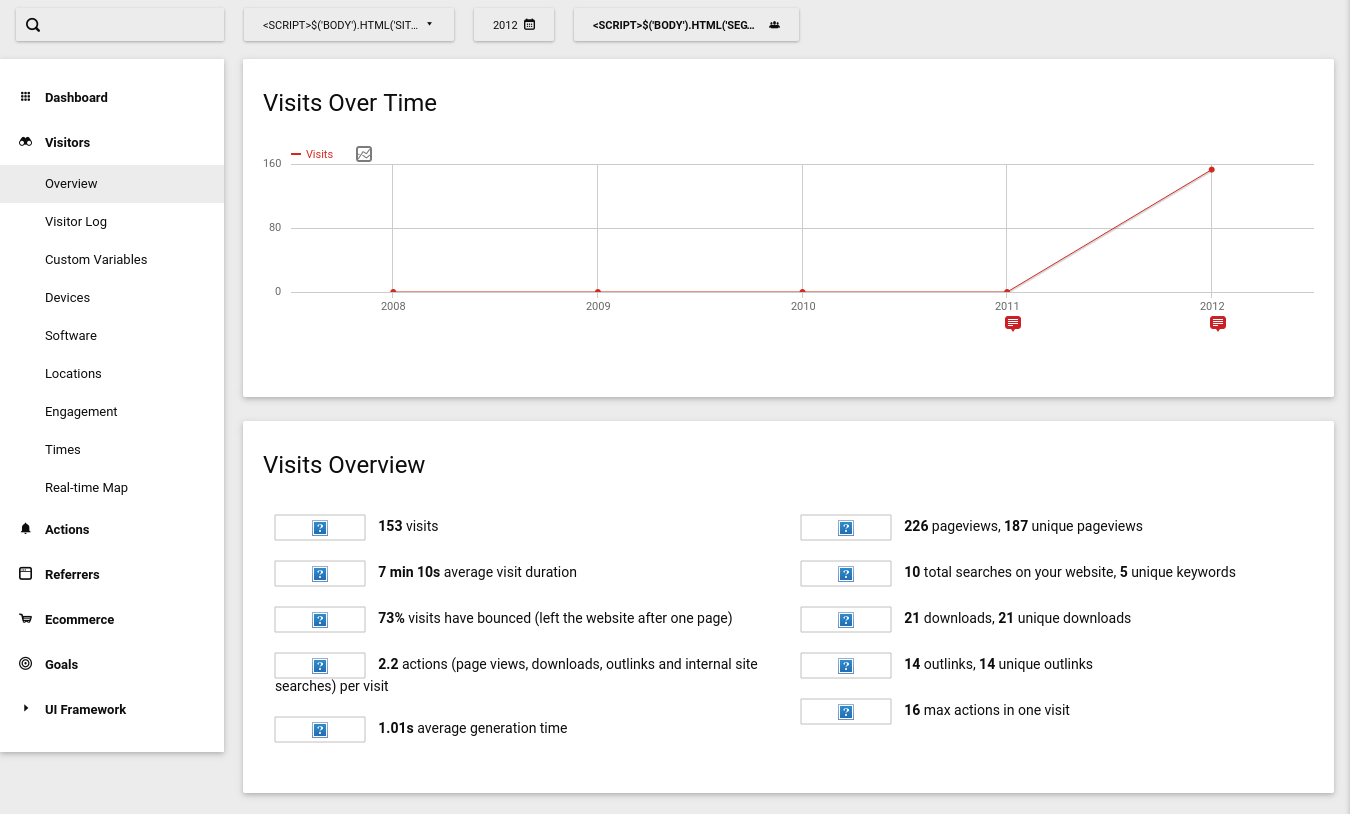 <SCRIPT>$('BODY').HTML('SIT...
2012
<SCRIPT>$('BODY').HTML('SEG...
Dashboard
Visitors
Overview
Visitor Log
Custom Variables
Devices
Software
Locations
Engagement
Times
Real-time Map
Actions
Referrers
Ecommerce
Goals
UI Framework
Visits Over Time
Visits
160
80
0
2008 2009 2010 2011 2012
Visits Overview
? 153 visits
? 7 min 10s average visit duration
? 73% visits have bounced (left the website after one page)
? 2.2 actions (page views, downloads, outlinks and internal site
searches) per visit
? 1.01s average generation time
? 226 pageviews, 187 unique pageviews
? 10 total searches on your website, 5 unique keywords
? 21 downloads, 21 unique downloads
? 14 outlinks, 14 unique outlinks
? 16 max actions in one visit